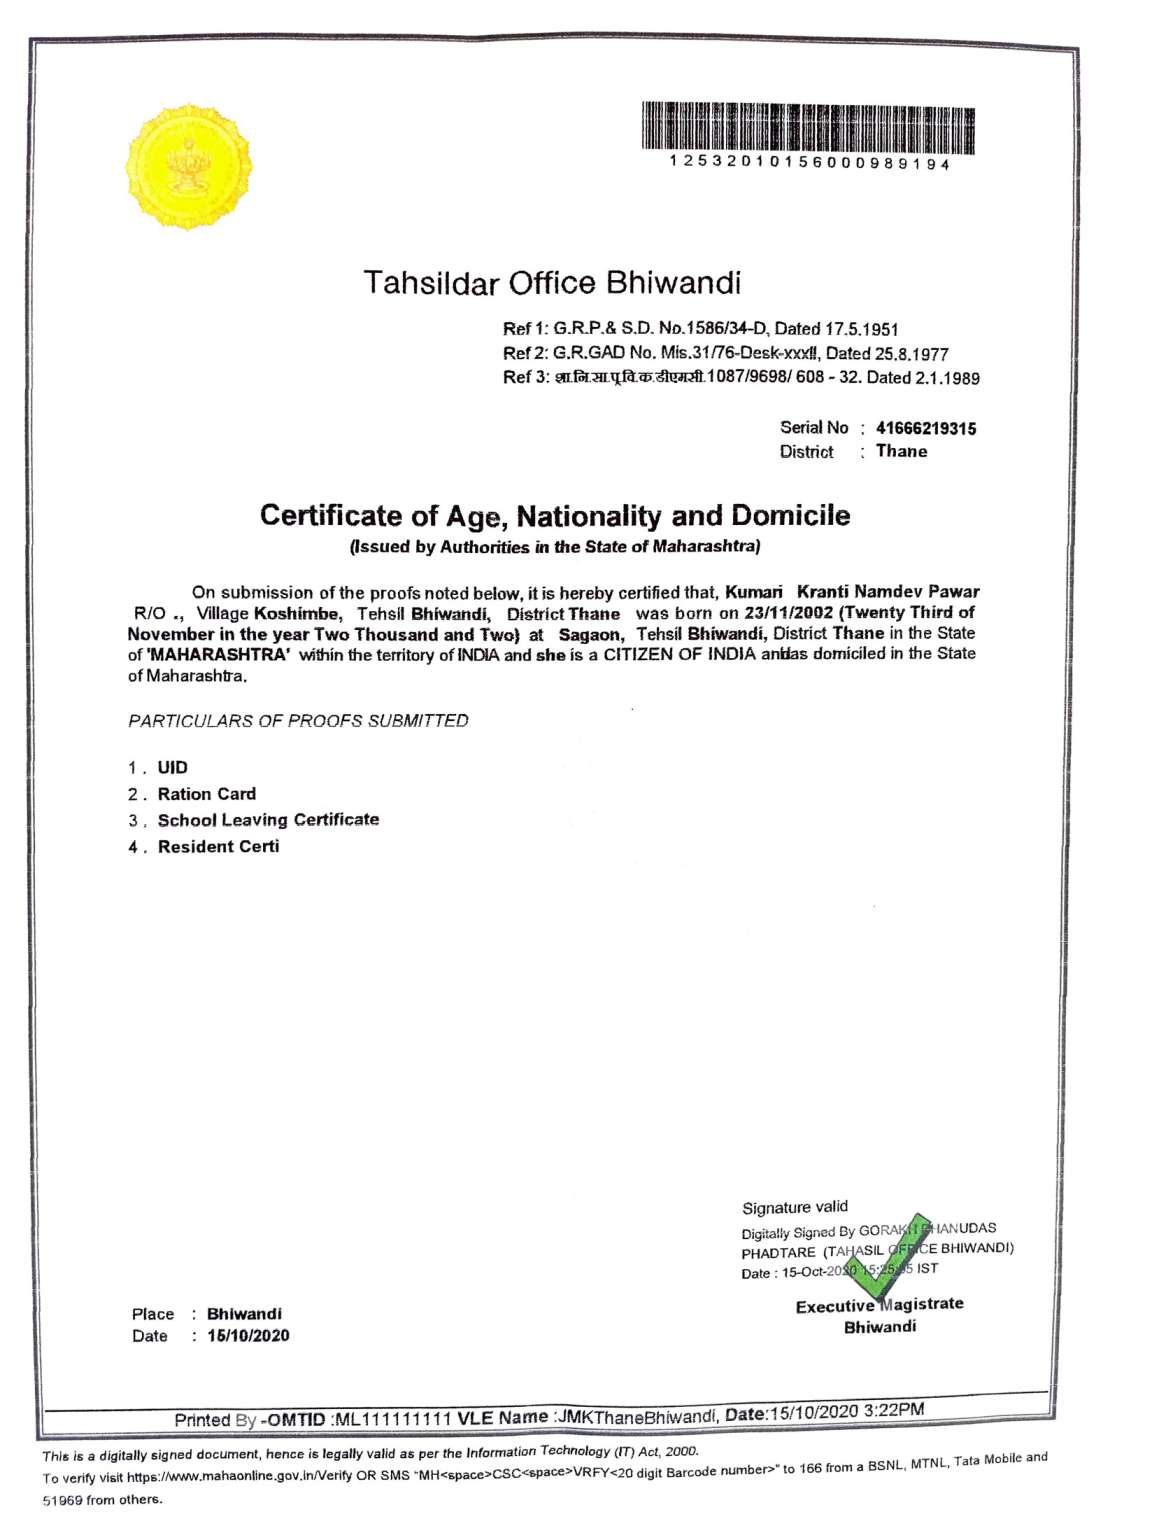 12532010156000989194
Tahsildar Office Bhiwandi
Ref 1: G.R.P.& S.D. No.1586/34-D, Dated 17.5.1951
Ref 2: G.R.GAD No. Mis.31/76-Desk-xxxII, Dated 25.8.1977
Ref 3: शा.नि.सा.पू.वि.क.डीएमसी.1087/9698/ 608 - 32. Dated 2.1.1989
Serial No : 41666219315
District : Thane
Certificate of Age, Nationality and Domicile
(Issued by Authorities in the State of Maharashtra)
On submission of the proofs noted below, it is hereby certified that, Kumari Kranti Namdev Pawar
R/O ., Village Koshimbe, Tehsil Bhiwandi, District Thane was born on 23/11/2002 (Twenty Third of
November in the year Two Thousand and Two) at Sagaon, Tehsil Bhiwandi, District Thane in the State
of 'MAHARASHTRA' within the territory of INDIA and she is a CITIZEN OF INDIA and is domiciled in the State
of Maharashtra.
PARTICULARS OF PROOFS SUBMITTED
1 . UID
2 . Ration Card
3 . School Leaving Certificate
4 . Resident Certi
Signature valid
Digitally Signed By GORAKH BHANUDAS
PHADTARE (TAHASIL OFFICE BHIWANDI)
Date : 15-Oct-2020 15:25:05 IST
Executive Magistrate
Bhiwandi
Place : Bhiwandi
Date : 15/10/2020
Printed By -OMTID :ML111111111 VLE Name :JMKThaneBhiwandi, Date:15/10/2020 3:22PM
This is a digitally signed document, hence is legally valid as per the Information Technology (IT) Act, 2000.
To verify visit https://www.mahaonline.gov.in/Verify OR SMS "MH<space>CSC<space>VRFY<20 digit Barcode number>" to 166 from a BSNL, MTNL, Tata Mobile and
51969 from others.